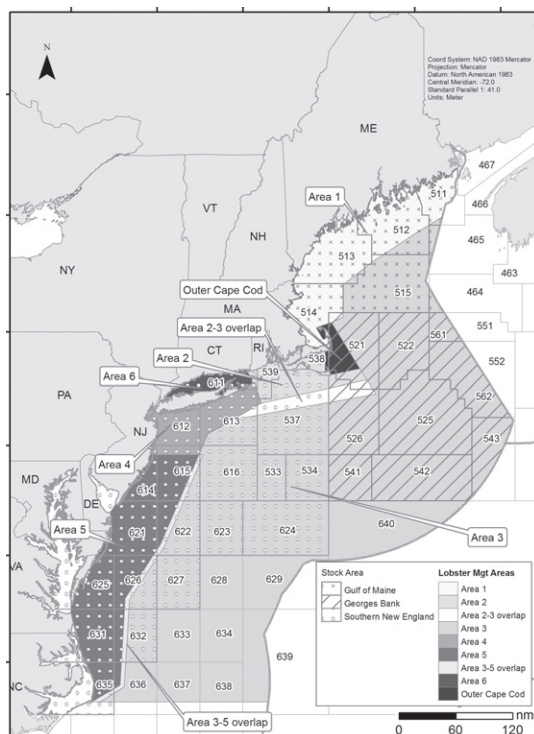 N
Coord System: NAD 1983 Mercator
Projection: Mercator
Datum: North American 1983
Central Meridian: -72.0
Standard Parallel 1: 41.0
Units: Meter
ME
467
511
466
Area 1
VT
512
NH
465
513
463
NY
515
464
Outer Cape Cod
514
MA
551
Area 2-3 overlap
561
521
522
CT
RI
538
552
Area 2
539
Area 6
611
562
PA
613
537
525
612
NJ
526
543
Area 4
615
616
533
534
541
542
MD
614
DE
Area 3
640
Area 5
621
622
623
624
VA
625
626
627
628
629
631
632
633
634
639
NC
635
636
637
638
Area 3-5 overlap
Stock Area
Gulf of Maine
Georges Bank
Southern New England
Lobster Mgt Areas
Area 1
Area 2
Area 2-3 overlap
Area 3
Area 4
Area 5
Area 3-5 overlap
Area 6
Outer Cape Cod
nm
0 60 120